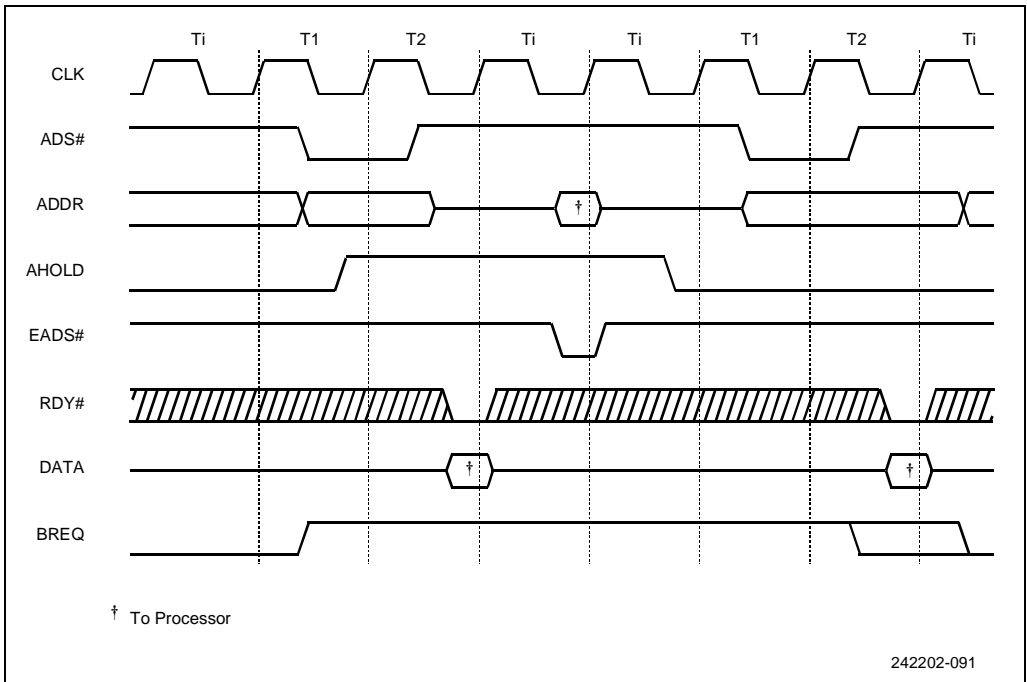 Ti T1 T2 Ti Ti T1 T2 Ti
CLK
ADS#
ADDR
†
AHOLD
EADS#
RDY#
DATA
† †
BREQ
† To Processor
242202-091